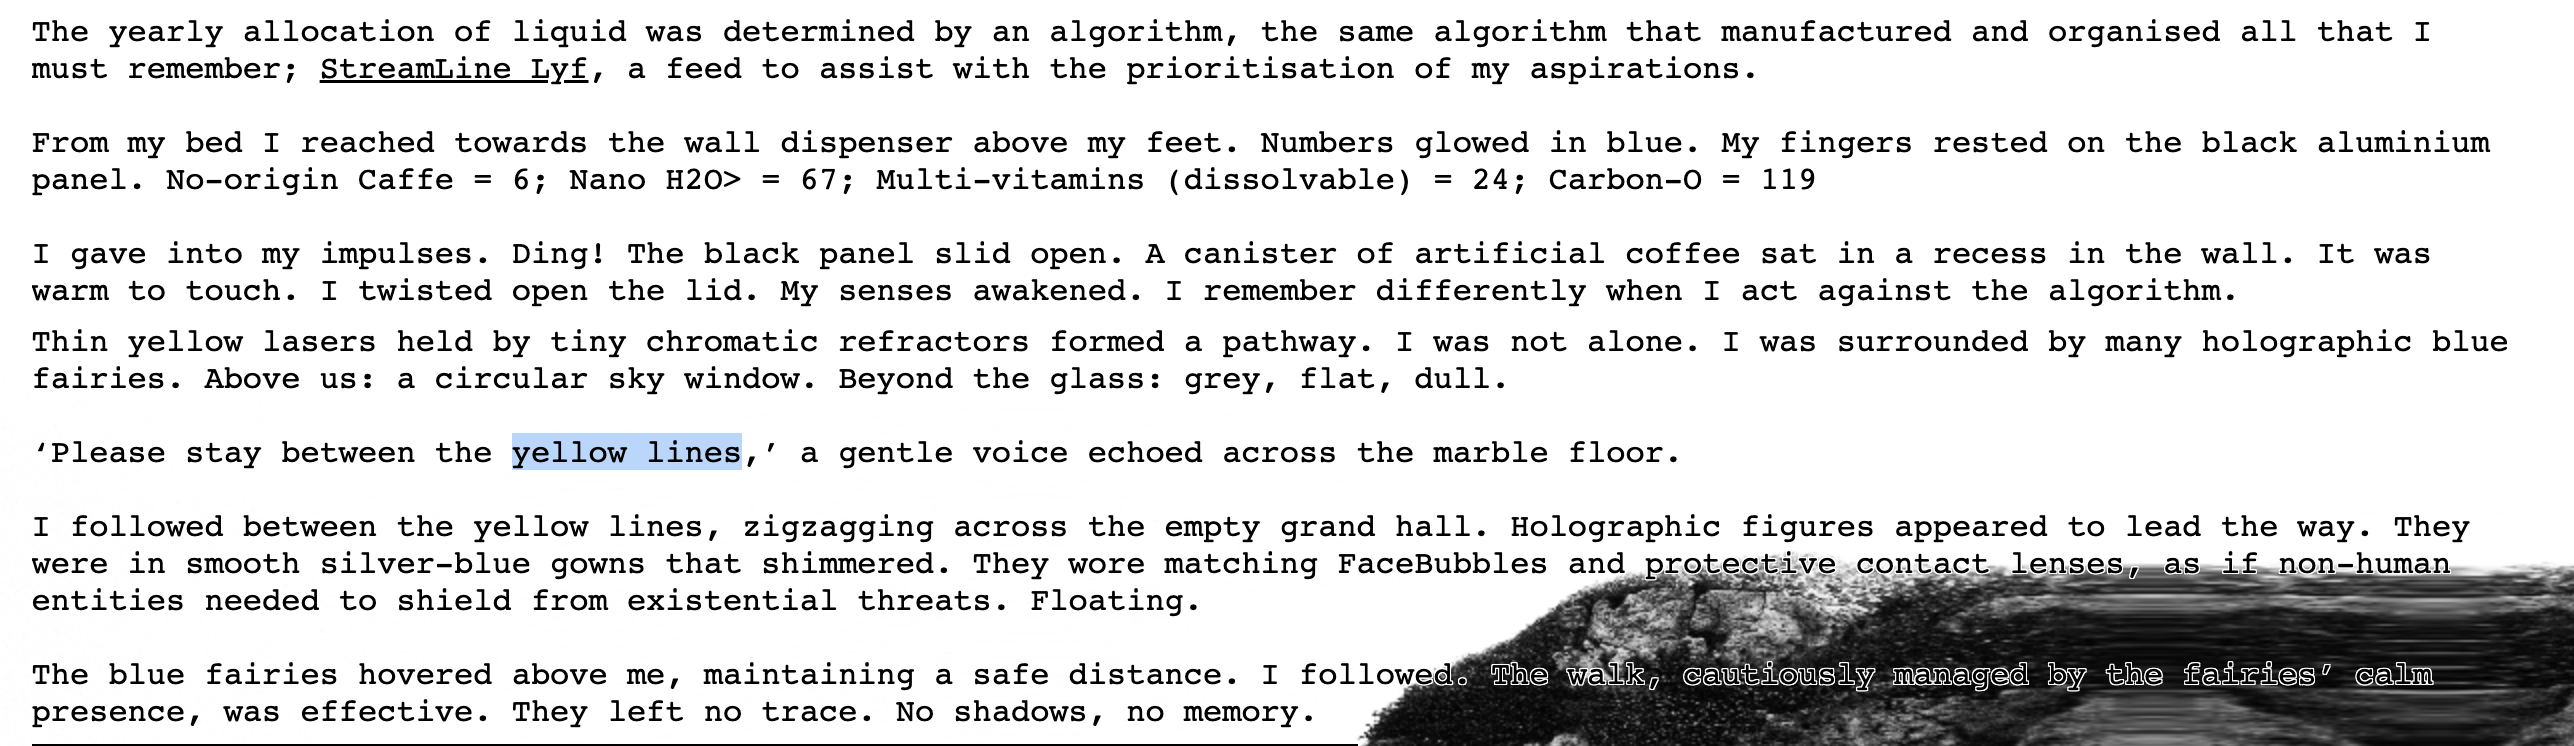 The yearly allocation of liquid was determined by an algorithm, the same algorithm that manufactured and organised all that I
must remember; StreamLine Lyf, a feed to assist with the prioritisation of my aspirations.
From my bed I reached towards the wall dispenser above my feet. Numbers glowed in blue. My fingers rested on the black aluminium
panel. No-origin Caffe = 6; Nano H2O> = 67; Multi-vitamins (dissolvable) = 24; Carbon-O = 119
I gave into my impulses. Ding! The black panel slid open. A canister of artificial coffee sat in a recess in the wall. It was
warm to touch. I twisted open the lid. My senses awakened. I remember differently when I act against the algorithm.
Thin yellow lasers held by tiny chromatic refractors formed a pathway. I was not alone. I was surrounded by many holographic blue
fairies. Above us: a circular sky window. Beyond the glass: grey, flat, dull.
‘Please stay between the yellow lines,’ a gentle voice echoed across the marble floor.
I followed between the yellow lines, zigzagging across the empty grand hall. Holographic figures appeared to lead the way. They
were in smooth silver-blue gowns that shimmered. They wore matching FaceBubbles and protective contact lenses, as if non-human
entities needed to shield from existential threats. Floating.
The blue fairies hovered above me, maintaining a safe distance. I followed. The walk, cautiously managed by the fairies’ calm
presence, was effective. They left no trace. No shadows, no memory.